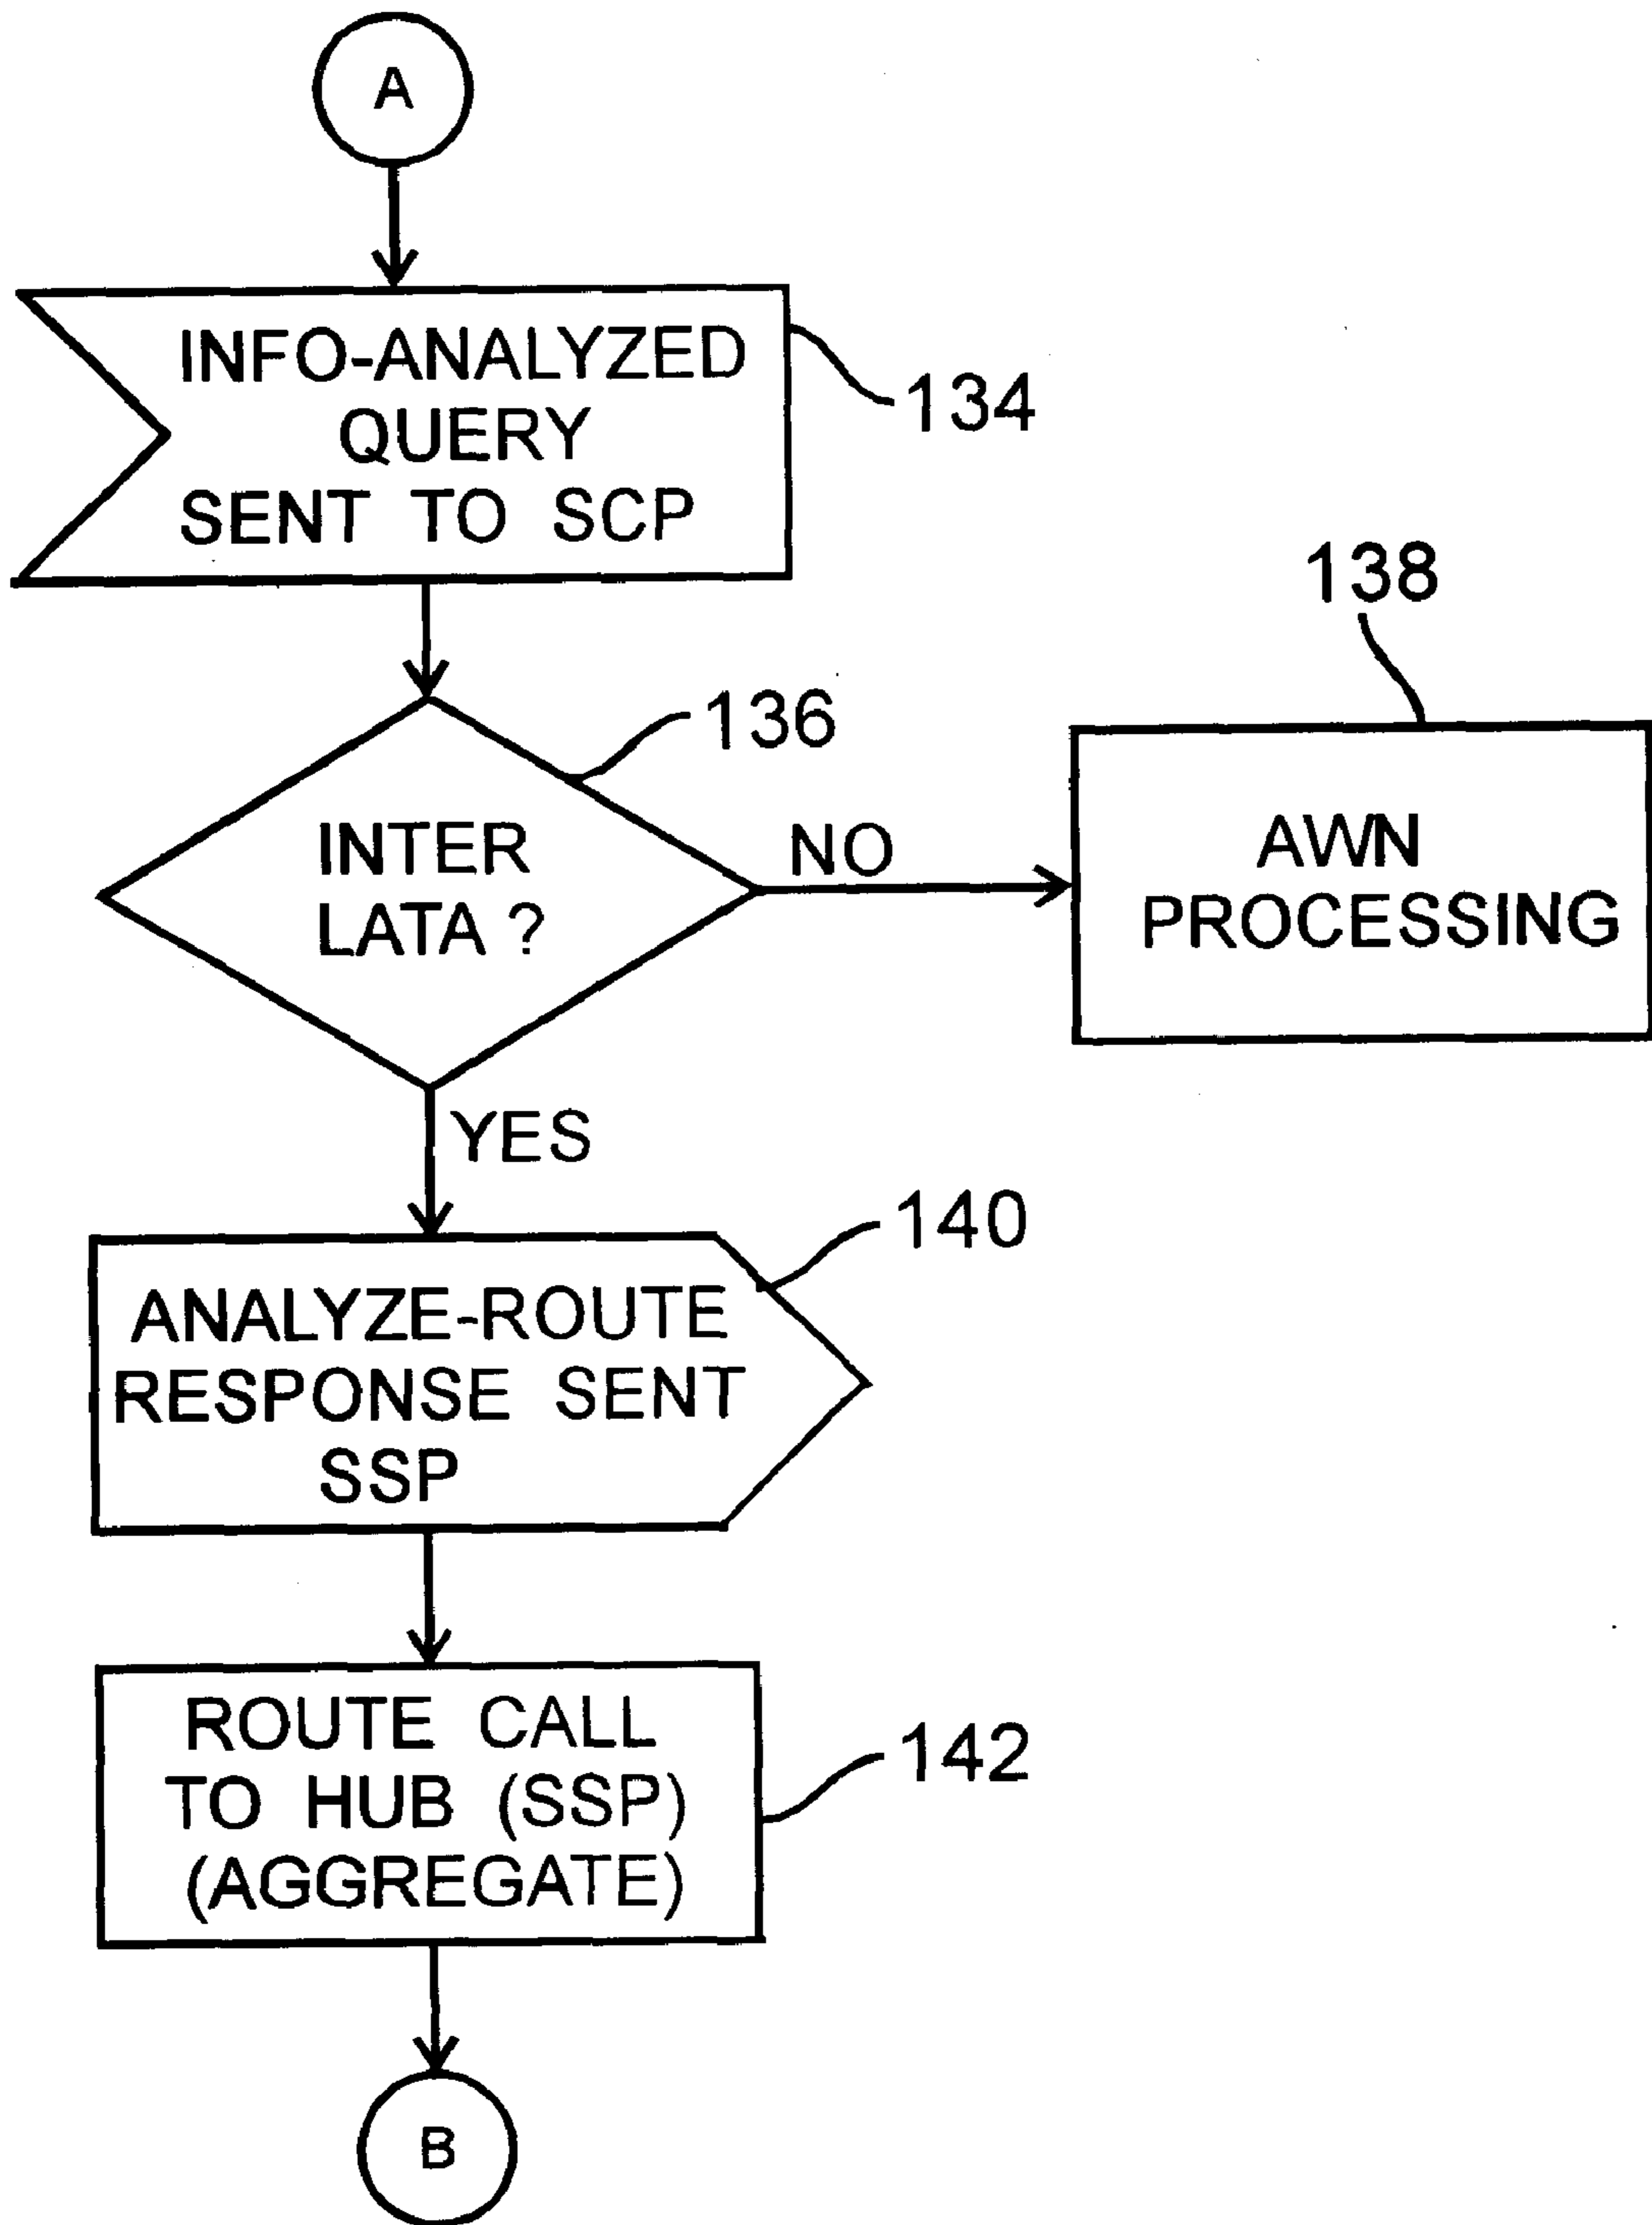 A
INFO-ANALYZED
QUERY
SENT TO SCP
134
138
136
INTER
LATA ?
NO
AWN
PROCESSING
YES
140
ANALYZE-ROUTE
RESPONSE SENT
SSP
ROUTE CALL
TO HUB (SSP)
(AGGREGATE)
142
B